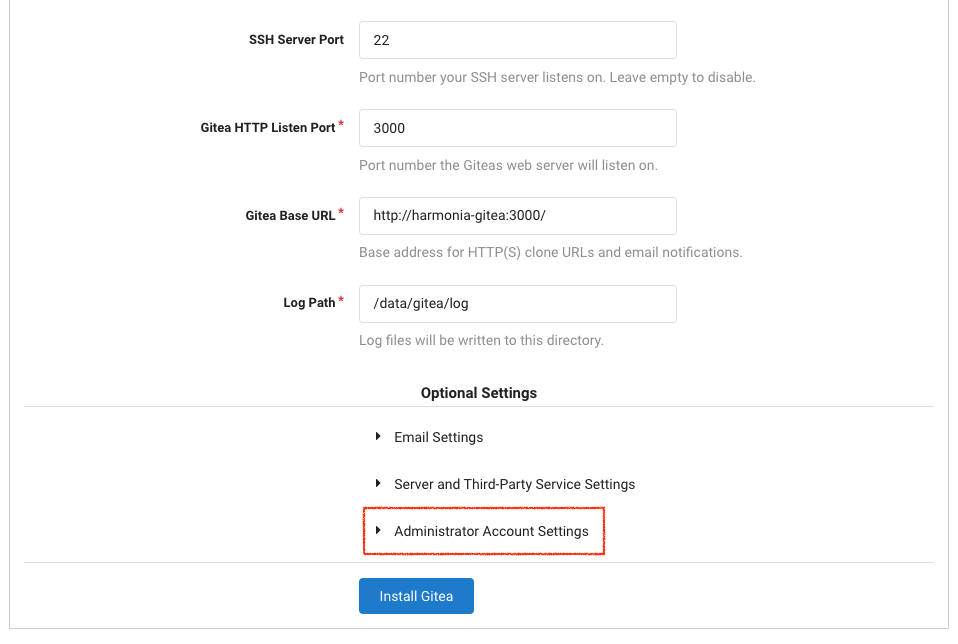 SSH Server Port
22
Port number your SSH server listens on. Leave empty to disable.
Gitea HTTP Listen Port *
3000
Port number the Giteas web server will listen on.
Gitea Base URL *
http://harmonia-gitea:3000/
Base address for HTTP(S) clone URLs and email notifications.
Log Path *
/data/gitea/log
Log files will be written to this directory.
Optional Settings
Email Settings
Server and Third-Party Service Settings
Administrator Account Settings
Install Gitea